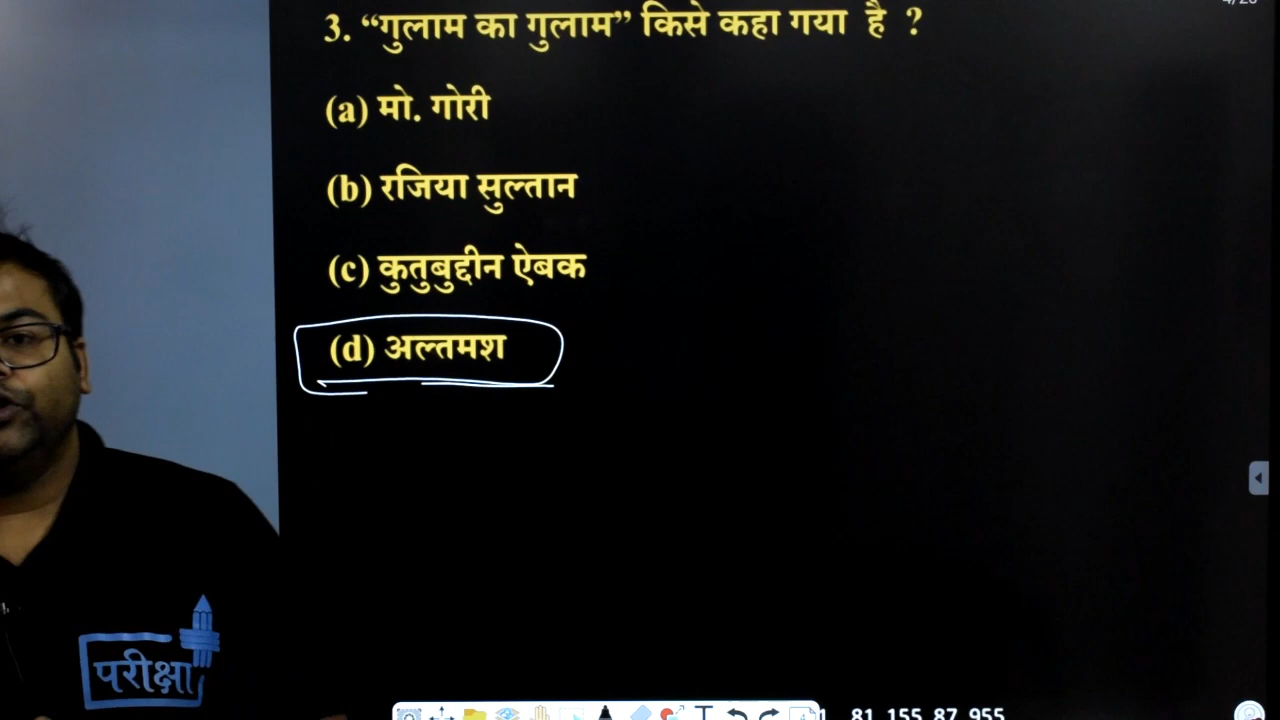 3. “गुलाम का गुलाम” किसे कहा गया है ?
(a) मो. गोरी
(b) रजिया सुल्तान
(c) कुतुबुद्दीन ऐबक
(d) अल्तमश
परीक्षा
81 155 87 955